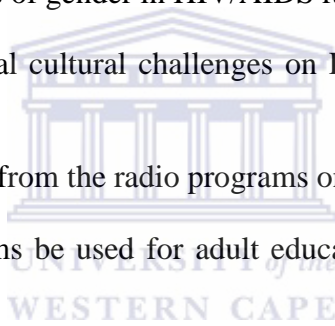 of gender in HIV/AIDS
al cultural challenges on
from the radio programs
ns be used for adult educa
UNIVERSITY of the
WESTERN CAPE